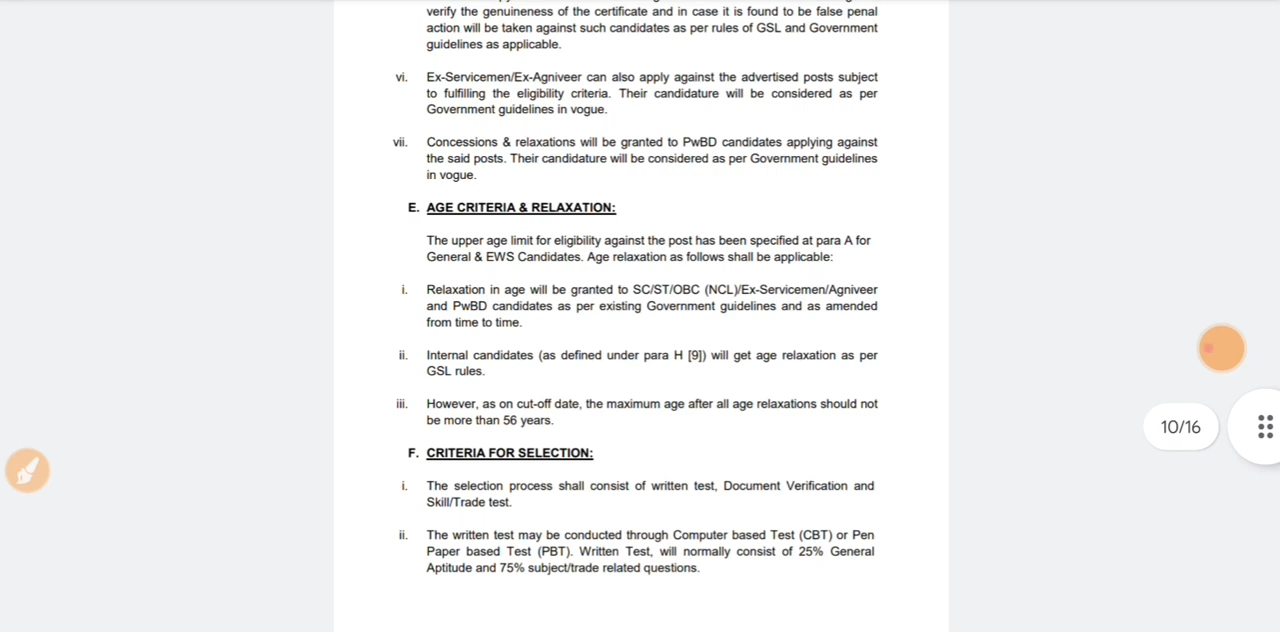 verify the genuineness of the certificate and in case it is found to be false penal
action will be taken against such candidates as per rules of GSL and Government
guidelines as applicable.
vi. Ex-Servicemen/Ex-Agniveer can also apply against the advertised posts subject
to fulfilling the eligibility criteria. Their candidature will be considered as per
Government guidelines in vogue.
vii. Concessions & relaxations will be granted to PwBD candidates applying against
the said posts. Their candidature will be considered as per Government guidelines
in vogue.
E. AGE CRITERIA & RELAXATION:
The upper age limit for eligibility against the post has been specified at para A for
General & EWS Candidates. Age relaxation as follows shall be applicable:
i. Relaxation in age will be granted to SC/ST/OBC (NCL)/Ex-Servicemen/Agniveer
and PwBD candidates as per existing Government guidelines and as amended
from time to time.
ii. Internal candidates (as defined under para H [9]) will get age relaxation as per
GSL rules.
iii. However, as on cut-off date, the maximum age after all age relaxations should not
be more than 56 years.
10/16
F. CRITERIA FOR SELECTION:
i. The selection process shall consist of written test, Document Verification and
Skill/Trade test.
ii. The written test may be conducted through Computer based Test (CBT) or Pen
Paper based Test (PBT). Written Test, will normally consist of 25% General
Aptitude and 75% subject/trade related questions.